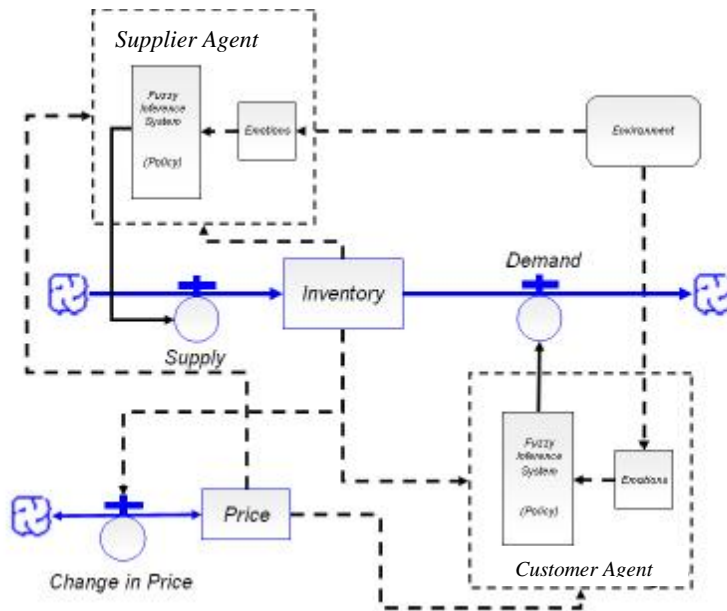 Supplier Agent
Fuzzy
Inference
System
(Policy)
Emotions
Environment
Inventory
Demand
Supply
Fuzzy
Inference
System
(Policy)
Emotions
Customer Agent
Price
Change in Price